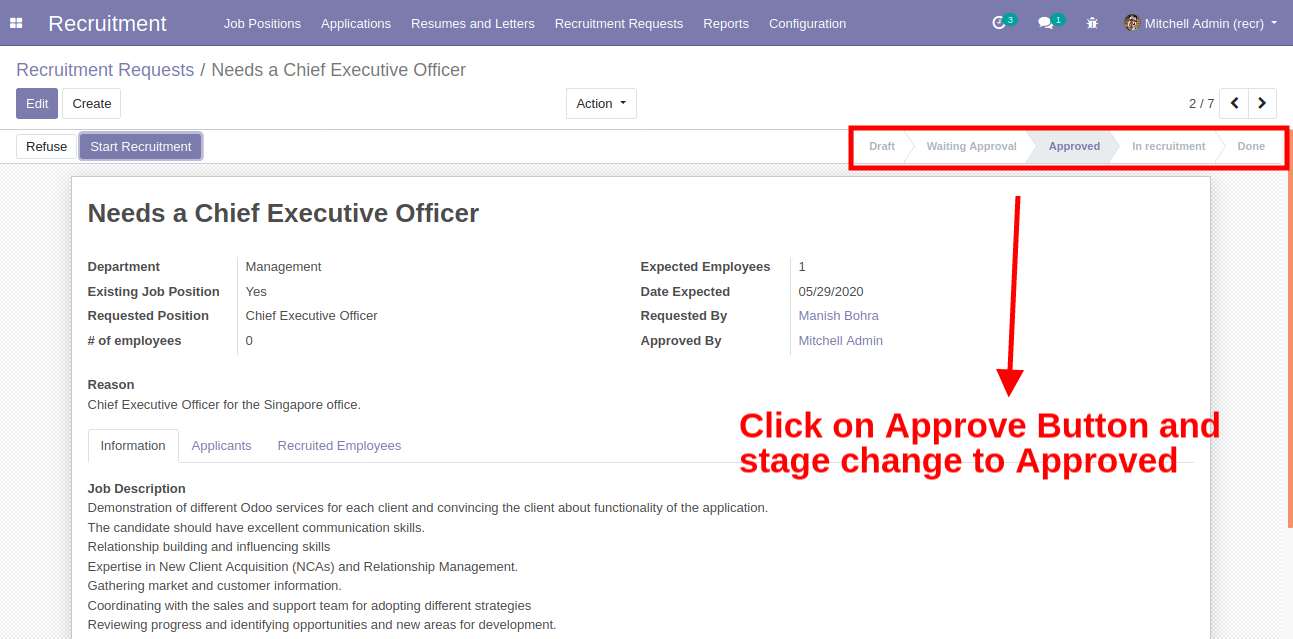 Recruitment Job Positions Applications Resumes and Letters Recruitment Requests Reports Configuration 3 1 Mitchell Admin (recr)
Recruitment Requests / Needs a Chief Executive Officer
Edit Create Action 2 / 7
Refuse Start Recruitment Draft Waiting Approval Approved In recruitment Done
Needs a Chief Executive Officer
Department Management
Existing Job Position Yes
Requested Position Chief Executive Officer
# of employees 0
Expected Employees 1
Date Expected 05/29/2020
Requested By Manish Bohra
Approved By Mitchell Admin
Reason
Chief Executive Officer for the Singapore office.
Click on Approve Button and
stage change to Approved
Information Applicants Recruited Employees
Job Description
Demonstration of different Odoo services for each client and convincing the client about functionality of the application.
The candidate should have excellent communication skills.
Relationship building and influencing skills
Expertise in New Client Acquisition (NCAs) and Relationship Management.
Gathering market and customer information.
Coordinating with the sales and support team for adopting different strategies
Reviewing progress and identifying opportunities and new areas for development.